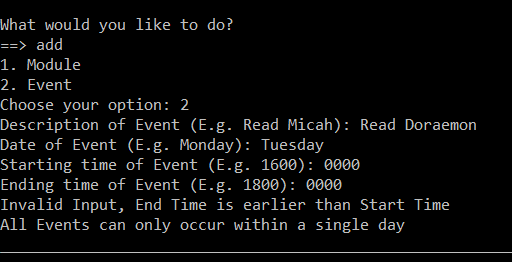 What would you like to do?
==> add
1. Module
2. Event
Choose your option: 2
Description of Event (E.g. Read Micah): Read Doraemon
Date of Event (E.g. Monday): Tuesday
Starting time of Event (E.g. 1600): 0000
Ending time of Event (E.g. 1800): 0000
Invalid Input, End Time is earlier than Start Time
All Events can only occur within a single day